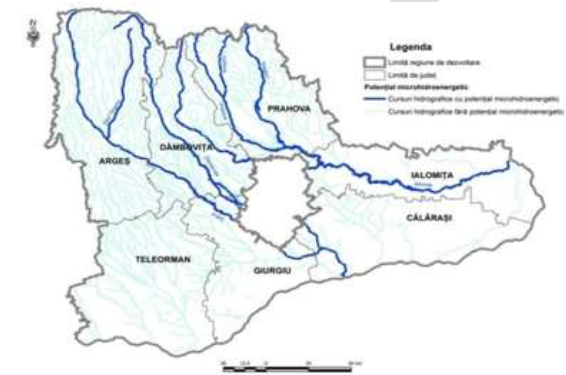 N
Legenda
Limită regiune de dezvoltare
Limită de județ
Potențial microhidroenergetic
Cursuri hidrografice cu potențial microhidroenergetic
Cursuri hidrografice fără potențial microhidroenergetic
PRAHOVA
DÂMBOVIȚA
ARGEȘ
IALOMIȚA
CĂLĂRAȘI
TELEORMAN
GIURGIU